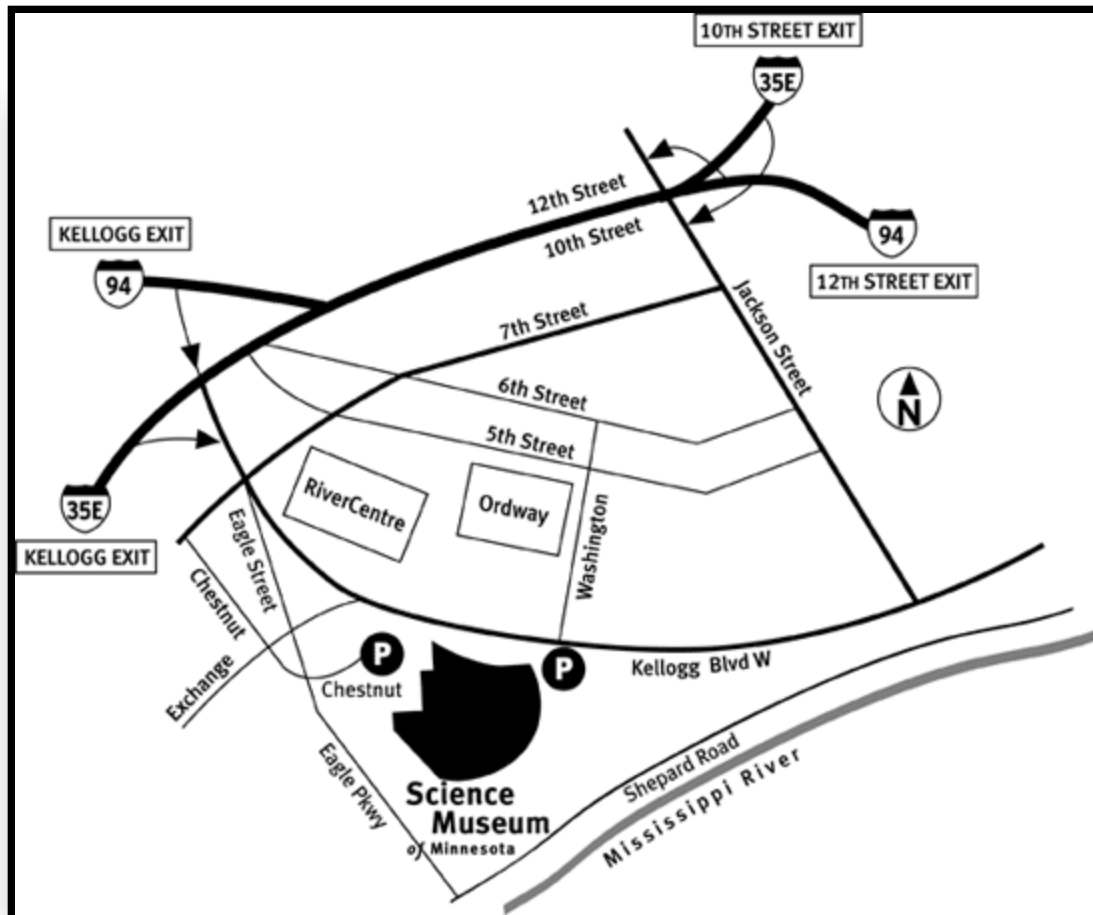 10TH STREET EXIT
35E
12th Street
10th Street
KELLOGG EXIT
94
94
12TH STREET EXIT
7th Street
Jackson Street
6th Street
N
5th Street
35E
KELLOGG EXIT
RiverCentre
Ordway
Washington
Eagle Street
Chestnut
Exchange
P
P
Chestnut
Kellogg Blvd W
Eagle Pkwy
Shepard Road
Mississippi River
Science
Museum
of Minnesota